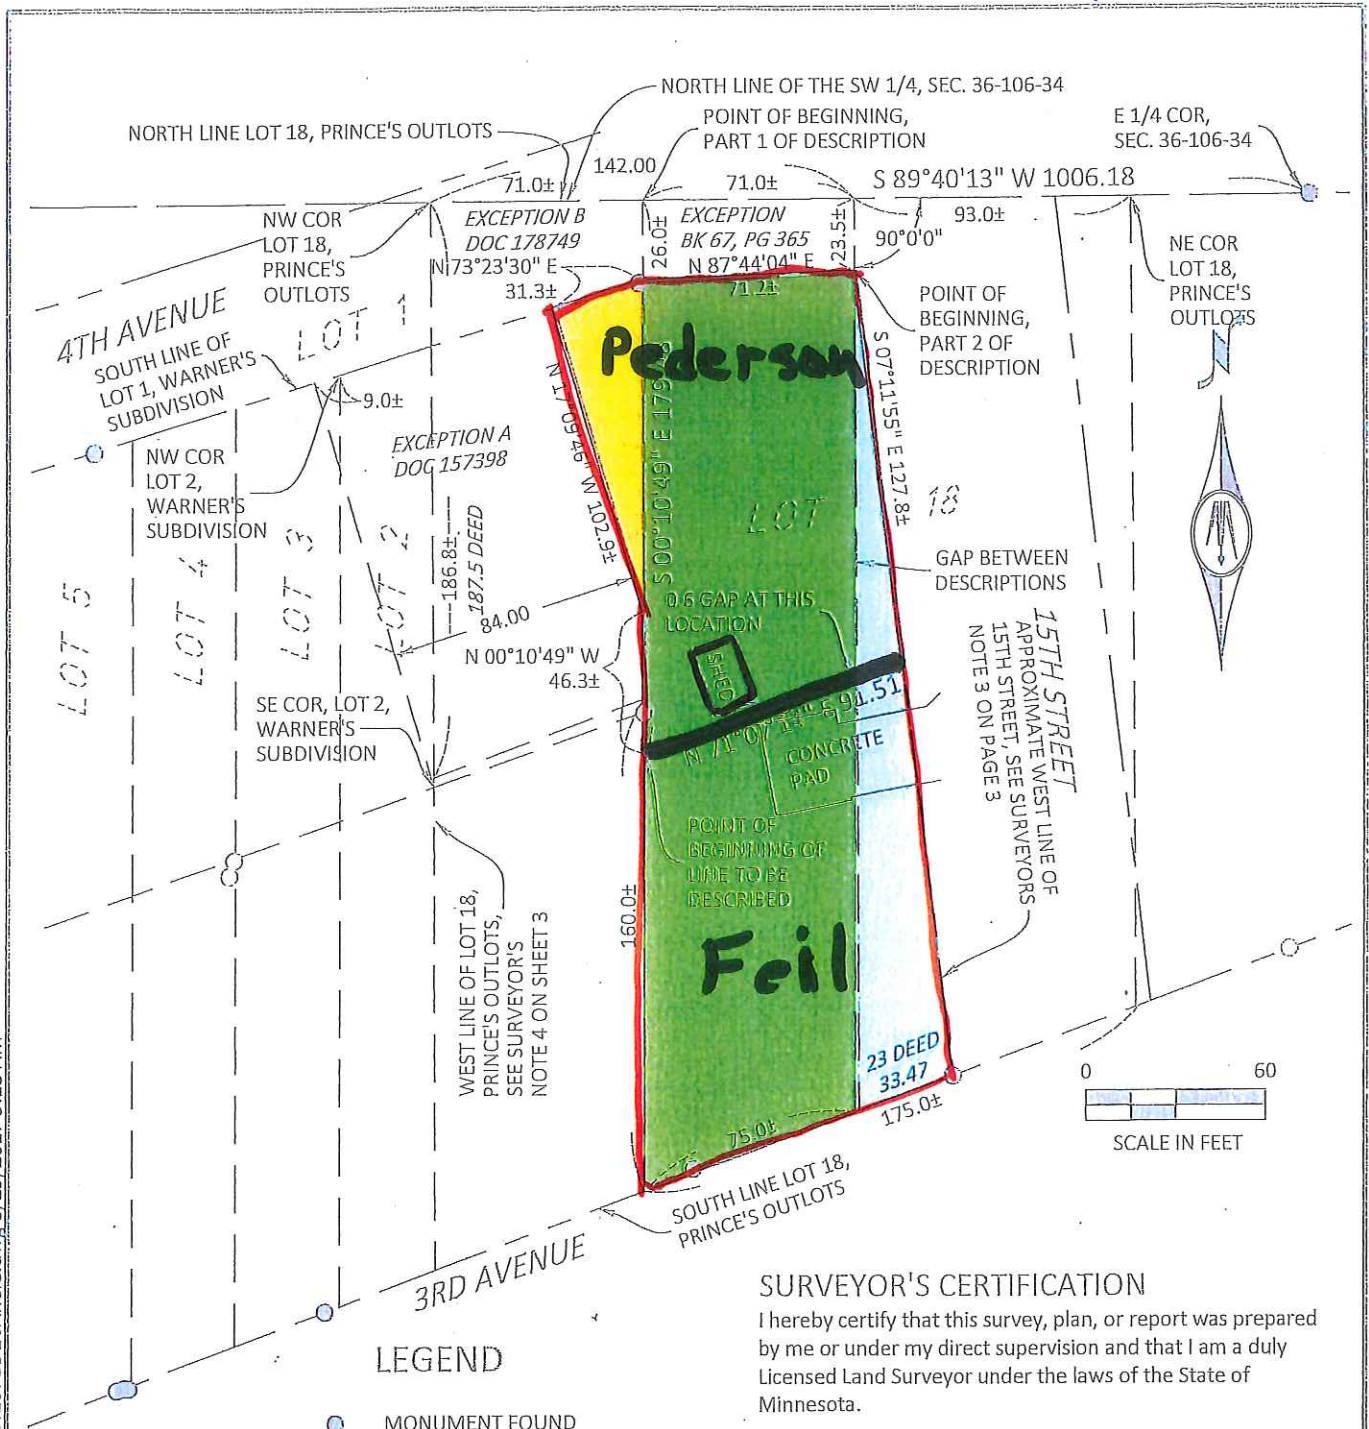 NORTH LINE OF THE SW 1/4, SEC. 36-106-34
NORTH LINE LOT 18, PRINCE'S OUTLOTS
POINT OF BEGINNING,
PART 1 OF DESCRIPTION
E 1/4 COR,
SEC. 36-106-34
142.00
71.0±
71.0±
S 89°40'13" W 1006.18
93.0±
NW COR
LOT 18,
PRINCE'S
OUTLOTS
EXCEPTION B
DOC 178749
N 73°23'30" E
31.3±
26.0±
EXCEPTION
BK 67, PG 365
N 87°44'04" E
71.2±
23.5±
90°0'0"
NE COR
LOT 18,
PRINCE'S
OUTLOTS
4TH AVENUE
LOT 1
SOUTH LINE OF
LOT 1, WARNER'S
SUBDIVISION
9.0±
POINT OF
BEGINNING,
PART 2 OF
DESCRIPTION
Pederson
N 17°09'46" W 102.9±
S 00°10'49" E 179
S 07°11'55" E 127.8±
EXCEPTION A
DOC 157398
NW COR
LOT 2,
WARNER'S
SUBDIVISION
LOT
18
LOT 5
LOT 4
LOT 3
LOT 2
186.8±
187.5 DEED
84.00
GAP BETWEEN
DESCRIPTIONS
0.6 GAP AT THIS
LOCATION
SHED
N 00°10'49" W
46.3±
15TH STREET
APPROXIMATE WEST LINE OF
15TH STREET, SEE SURVEYORS
NOTE 3 ON PAGE 3
SE COR, LOT 2,
WARNER'S
SUBDIVISION
91.51
CONCRETE
PAD
POINT OF
BEGINNING OF
LINE TO BE
DESCRIBED
160.0±
WEST LINE OF LOT 18,
PRINCE'S OUTLOTS,
SEE SURVEYOR'S
NOTE 4 ON SHEET 3
Feil
23 DEED
33.47
175.0±
75.0±
0 60
SCALE IN FEET
SOUTH LINE LOT 18,
PRINCE'S OUTLOTS
3RD AVENUE
SURVEYOR'S CERTIFICATION
I hereby certify that this survey, plan, or report was prepared
by me or under my direct supervision and that I am a duly
Licensed Land Surveyor under the laws of the State of
Minnesota.
LEGEND
MONUMENT FOUND